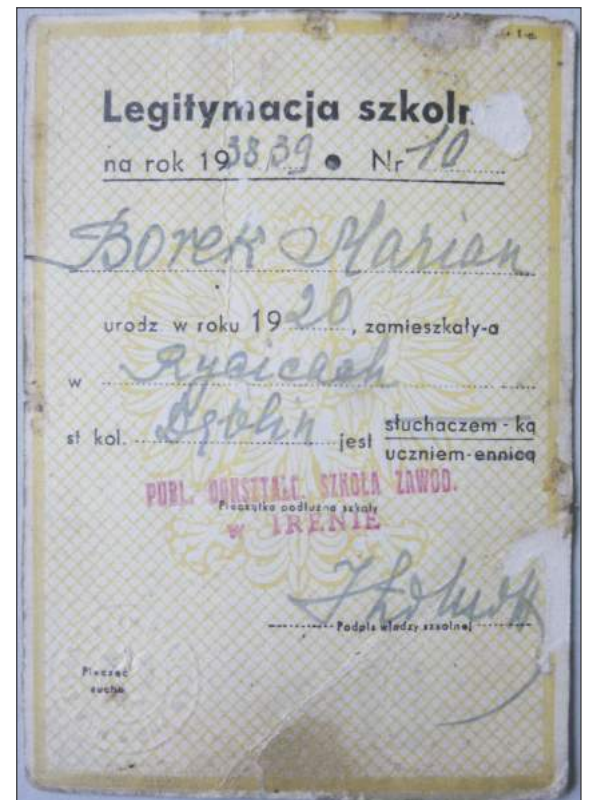 Legitymacja szkoln
na rok 1938/39 • Nr 10
Borek Marian
urodz w roku 1920, zamieszkały-a
w Rycicach
st kol. Dęblin jest słuchaczem - ką
uczniem-ennicą
PUBL. DOKSZTAŁC. SZKOŁA ZAWOD.
Pieczątka podłużna szkoły
w IRENIE
Podpis władzy szkolnej
Pieczęć
sucha